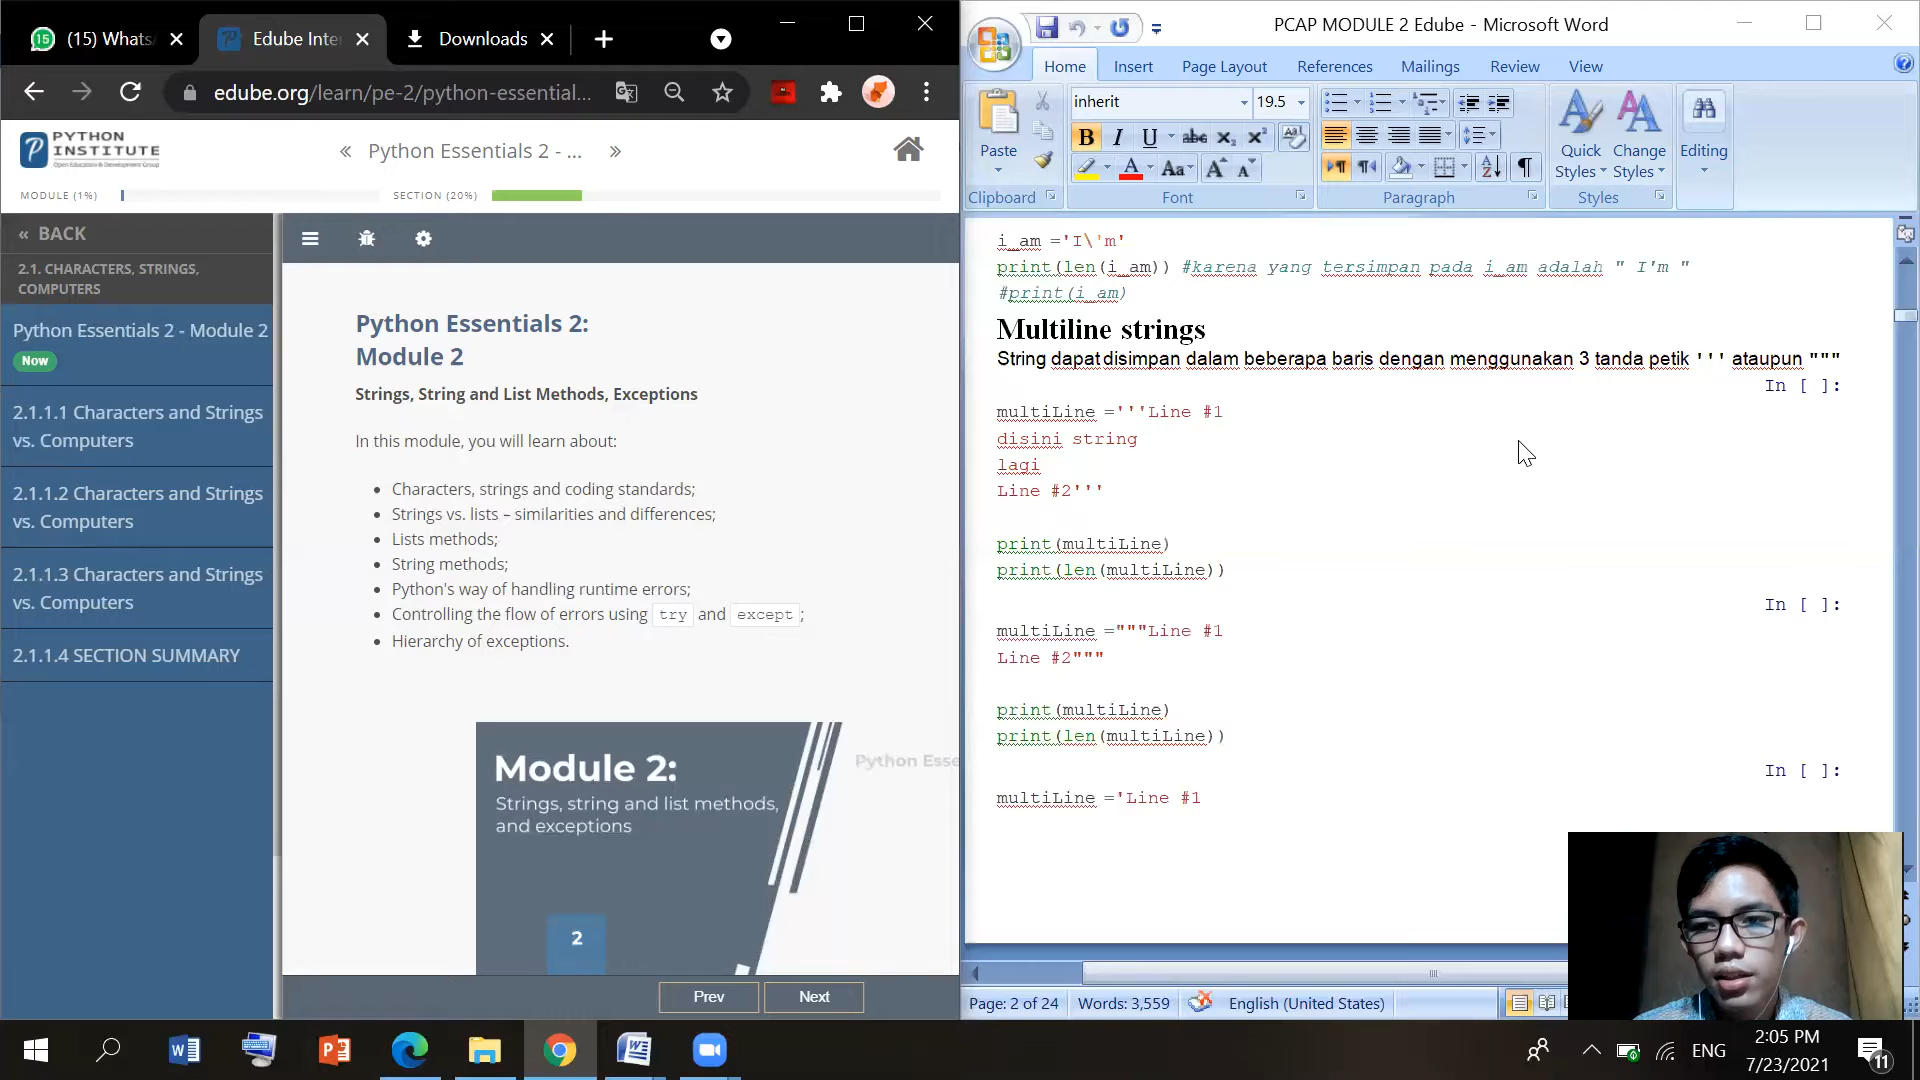 (15) Whats
Edube Inte
Downloads
edube.org/learn/pe-2/python-essential...
PYTHON
INSTITUTE
Open Education & Development Group
Python Essentials 2 - ...
MODULE (1%)
SECTION (20%)
« BACK
2.1. CHARACTERS, STRINGS,
COMPUTERS
Python Essentials 2 - Module 2
Now
2.1.1.1 Characters and Strings
vs. Computers
2.1.1.2 Characters and Strings
vs. Computers
2.1.1.3 Characters and Strings
vs. Computers
2.1.1.4 SECTION SUMMARY
Python Essentials 2:
Module 2
Strings, String and List Methods, Exceptions
In this module, you will learn about:
• Characters, strings and coding standards;
• Strings vs. lists – similarities and differences;
• Lists methods;
• String methods;
• Python's way of handling runtime errors;
• Controlling the flow of errors using try and except;
• Hierarchy of exceptions.
Module 2:
Strings, string and list methods,
and exceptions
2
Python Esse
Prev
Next
PCAP MODULE 2 Edube - Microsoft Word
Home Insert Page Layout References Mailings Review View
inherit 19.5
Paste
Quick
Styles
Change
Styles
Editing
Clipboard Font Paragraph Styles
i_am ='I\'m'
print(len(i_am)) #karena yang tersimpan pada i_am adalah " I'm "
#print(i_am)
Multiline strings
String dapat disimpan dalam beberapa baris dengan menggunakan 3 tanda petik ' ' ' ataupun """
In [ ]:
multiLine ='''Line #1
disini string
lagi
Line #2'''
print(multiLine)
print(len(multiLine))
In [ ]:
multiLine ="""Line #1
Line #2"""
print(multiLine)
print(len(multiLine))
In [ ]:
multiLine ='Line #1
Page: 2 of 24 Words: 3,559 English (United States)
ENG
2:05 PM
7/23/2021
11